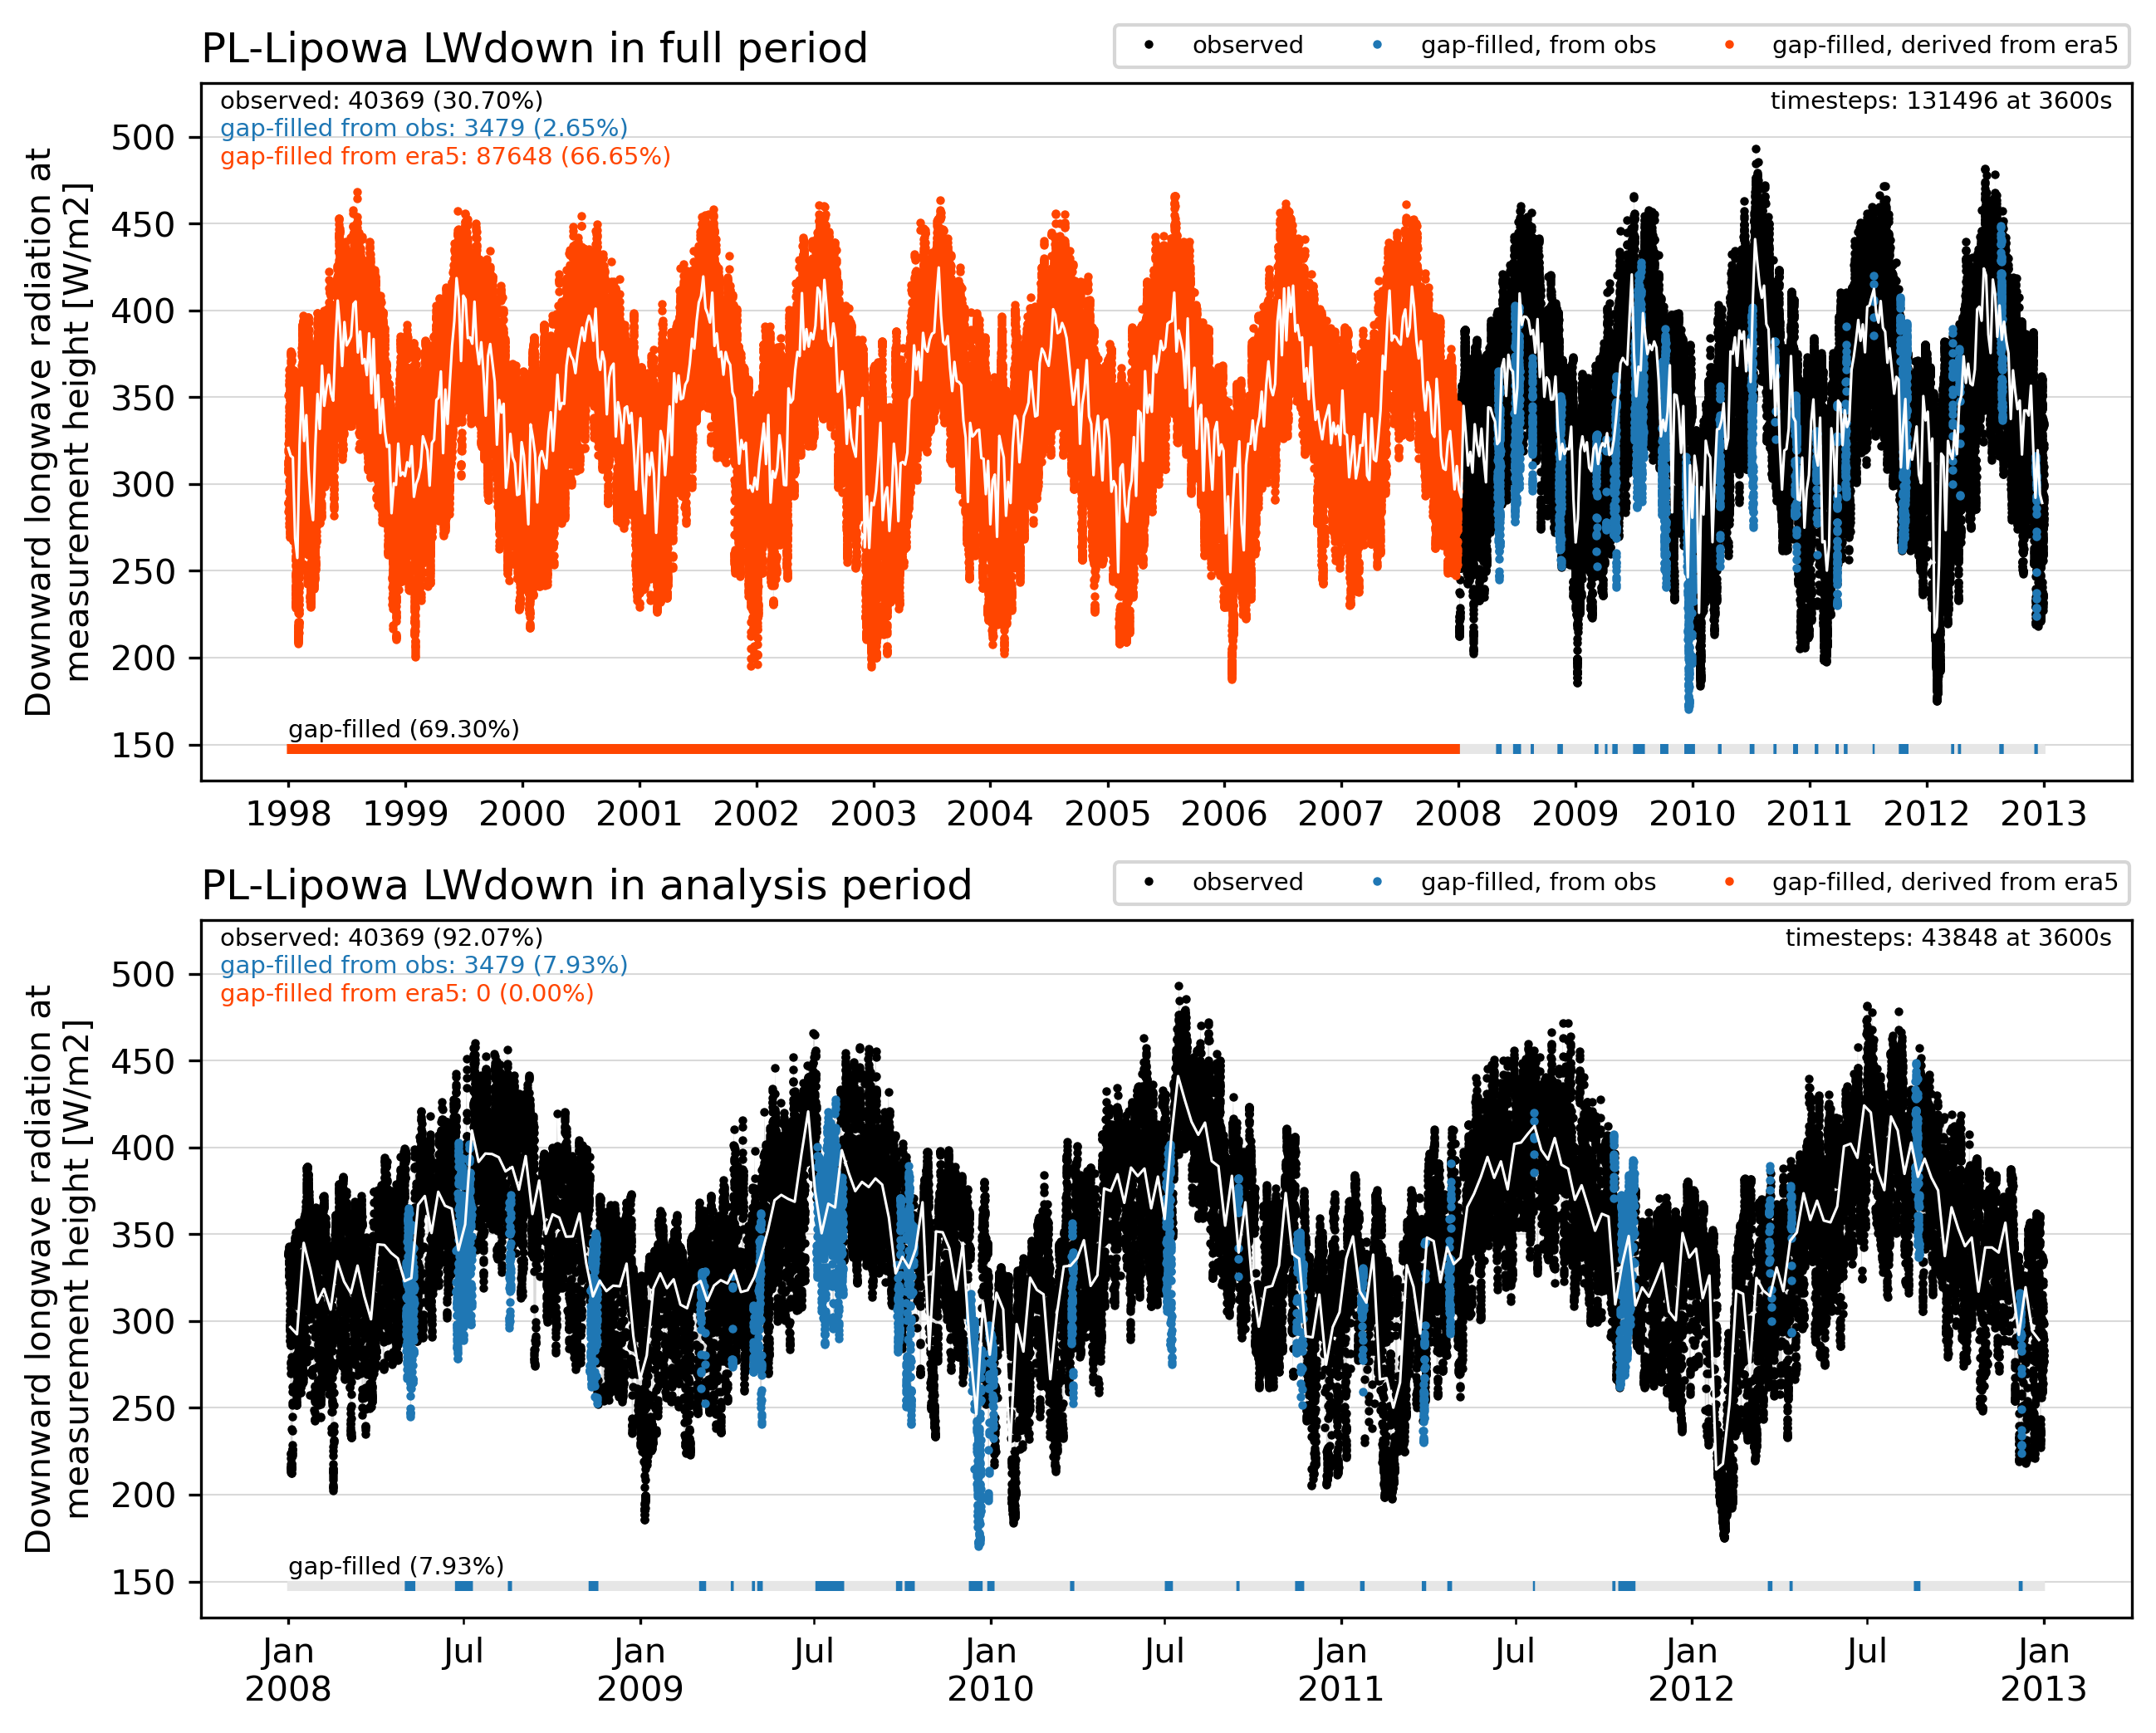 PL-Lipowa LWdown in full period
observed
gap-filled, from obs
gap-filled, derived from era5
observed: 40369 (30.70%)
gap-filled from obs: 3479 (2.65%)
gap-filled from era5: 87648 (66.65%)
timesteps: 131496 at 3600s
Downward longwave radiation at
measurement height [W/m2]
500
450
400
350
300
250
200
150
gap-filled (69.30%)
1998 1999 2000 2001 2002 2003 2004 2005 2006 2007 2008 2009 2010 2011 2012 2013
PL-Lipowa LWdown in analysis period
observed
gap-filled, from obs
gap-filled, derived from era5
observed: 40369 (92.07%)
gap-filled from obs: 3479 (7.93%)
gap-filled from era5: 0 (0.00%)
timesteps: 43848 at 3600s
Downward longwave radiation at
measurement height [W/m2]
500
450
400
350
300
250
200
150
gap-filled (7.93%)
Jan Jul Jan Jul Jan Jul Jan Jul Jan Jul Jan
2008 2009 2010 2011 2012 2013